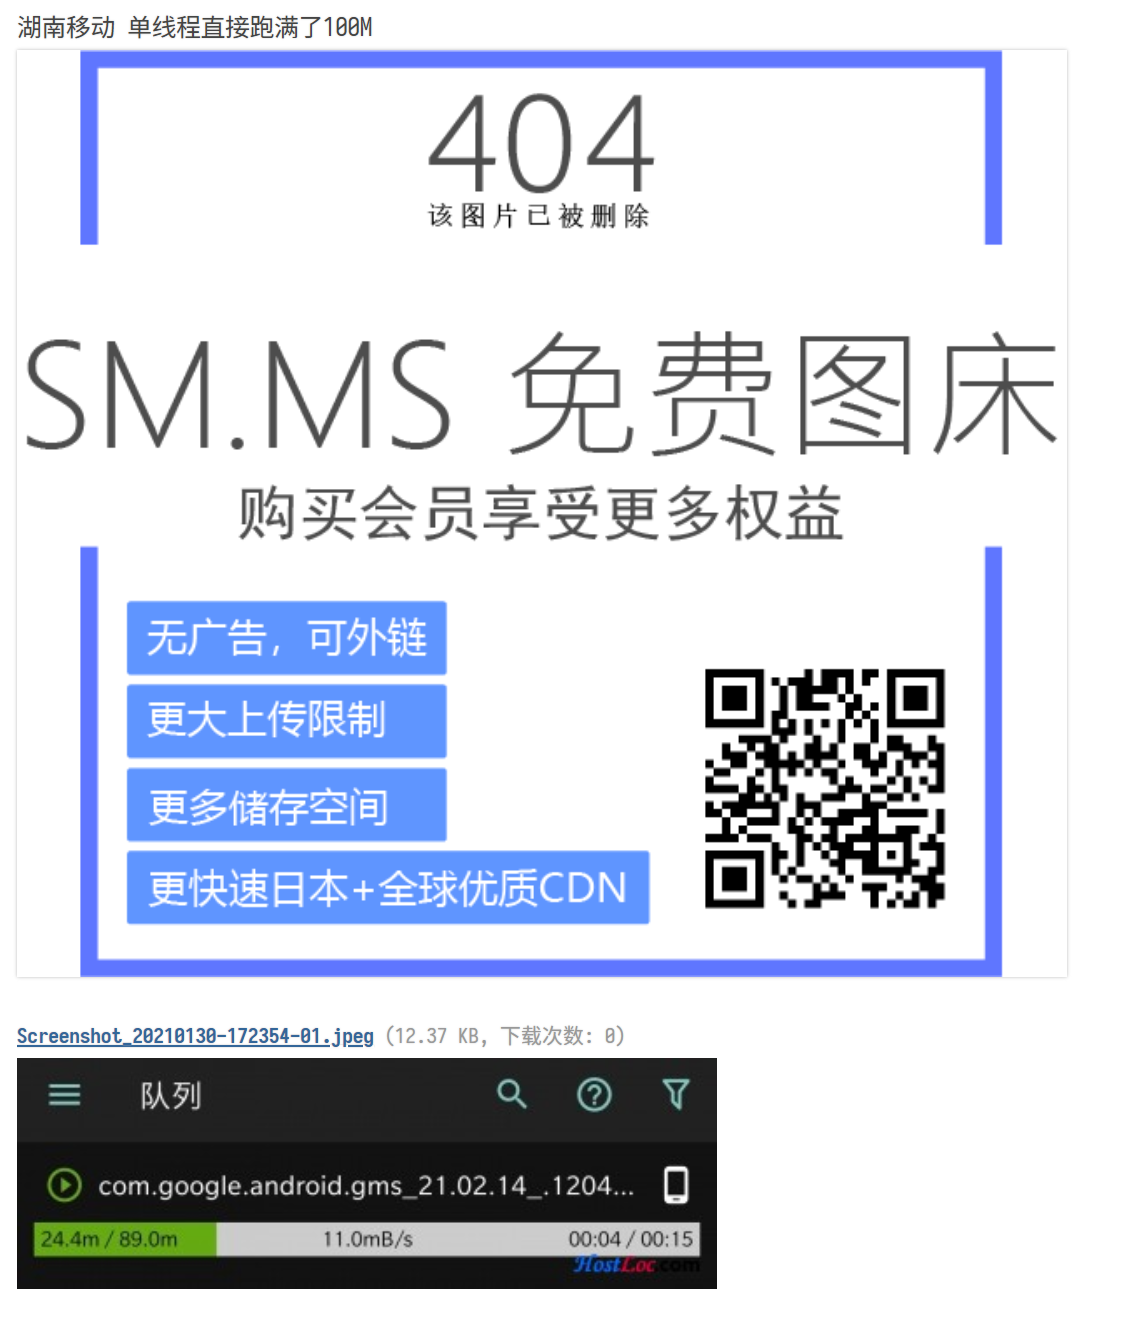 湖南移动 单线程直接跑满了100M
404
该图片已被删除
SM.MS 免费图床
购买会员享受更多权益
无广告，可外链
更大上传限制
更多储存空间
更快速日本+全球优质CDN
Screenshot_20210130-172354-01.jpeg (12.37 KB, 下载次数: 0)
队列
com.google.android.gms_21.02.14_.1204...
24.4m / 89.0m 11.0mB/s 00:04 / 00:15
HostLoc.com